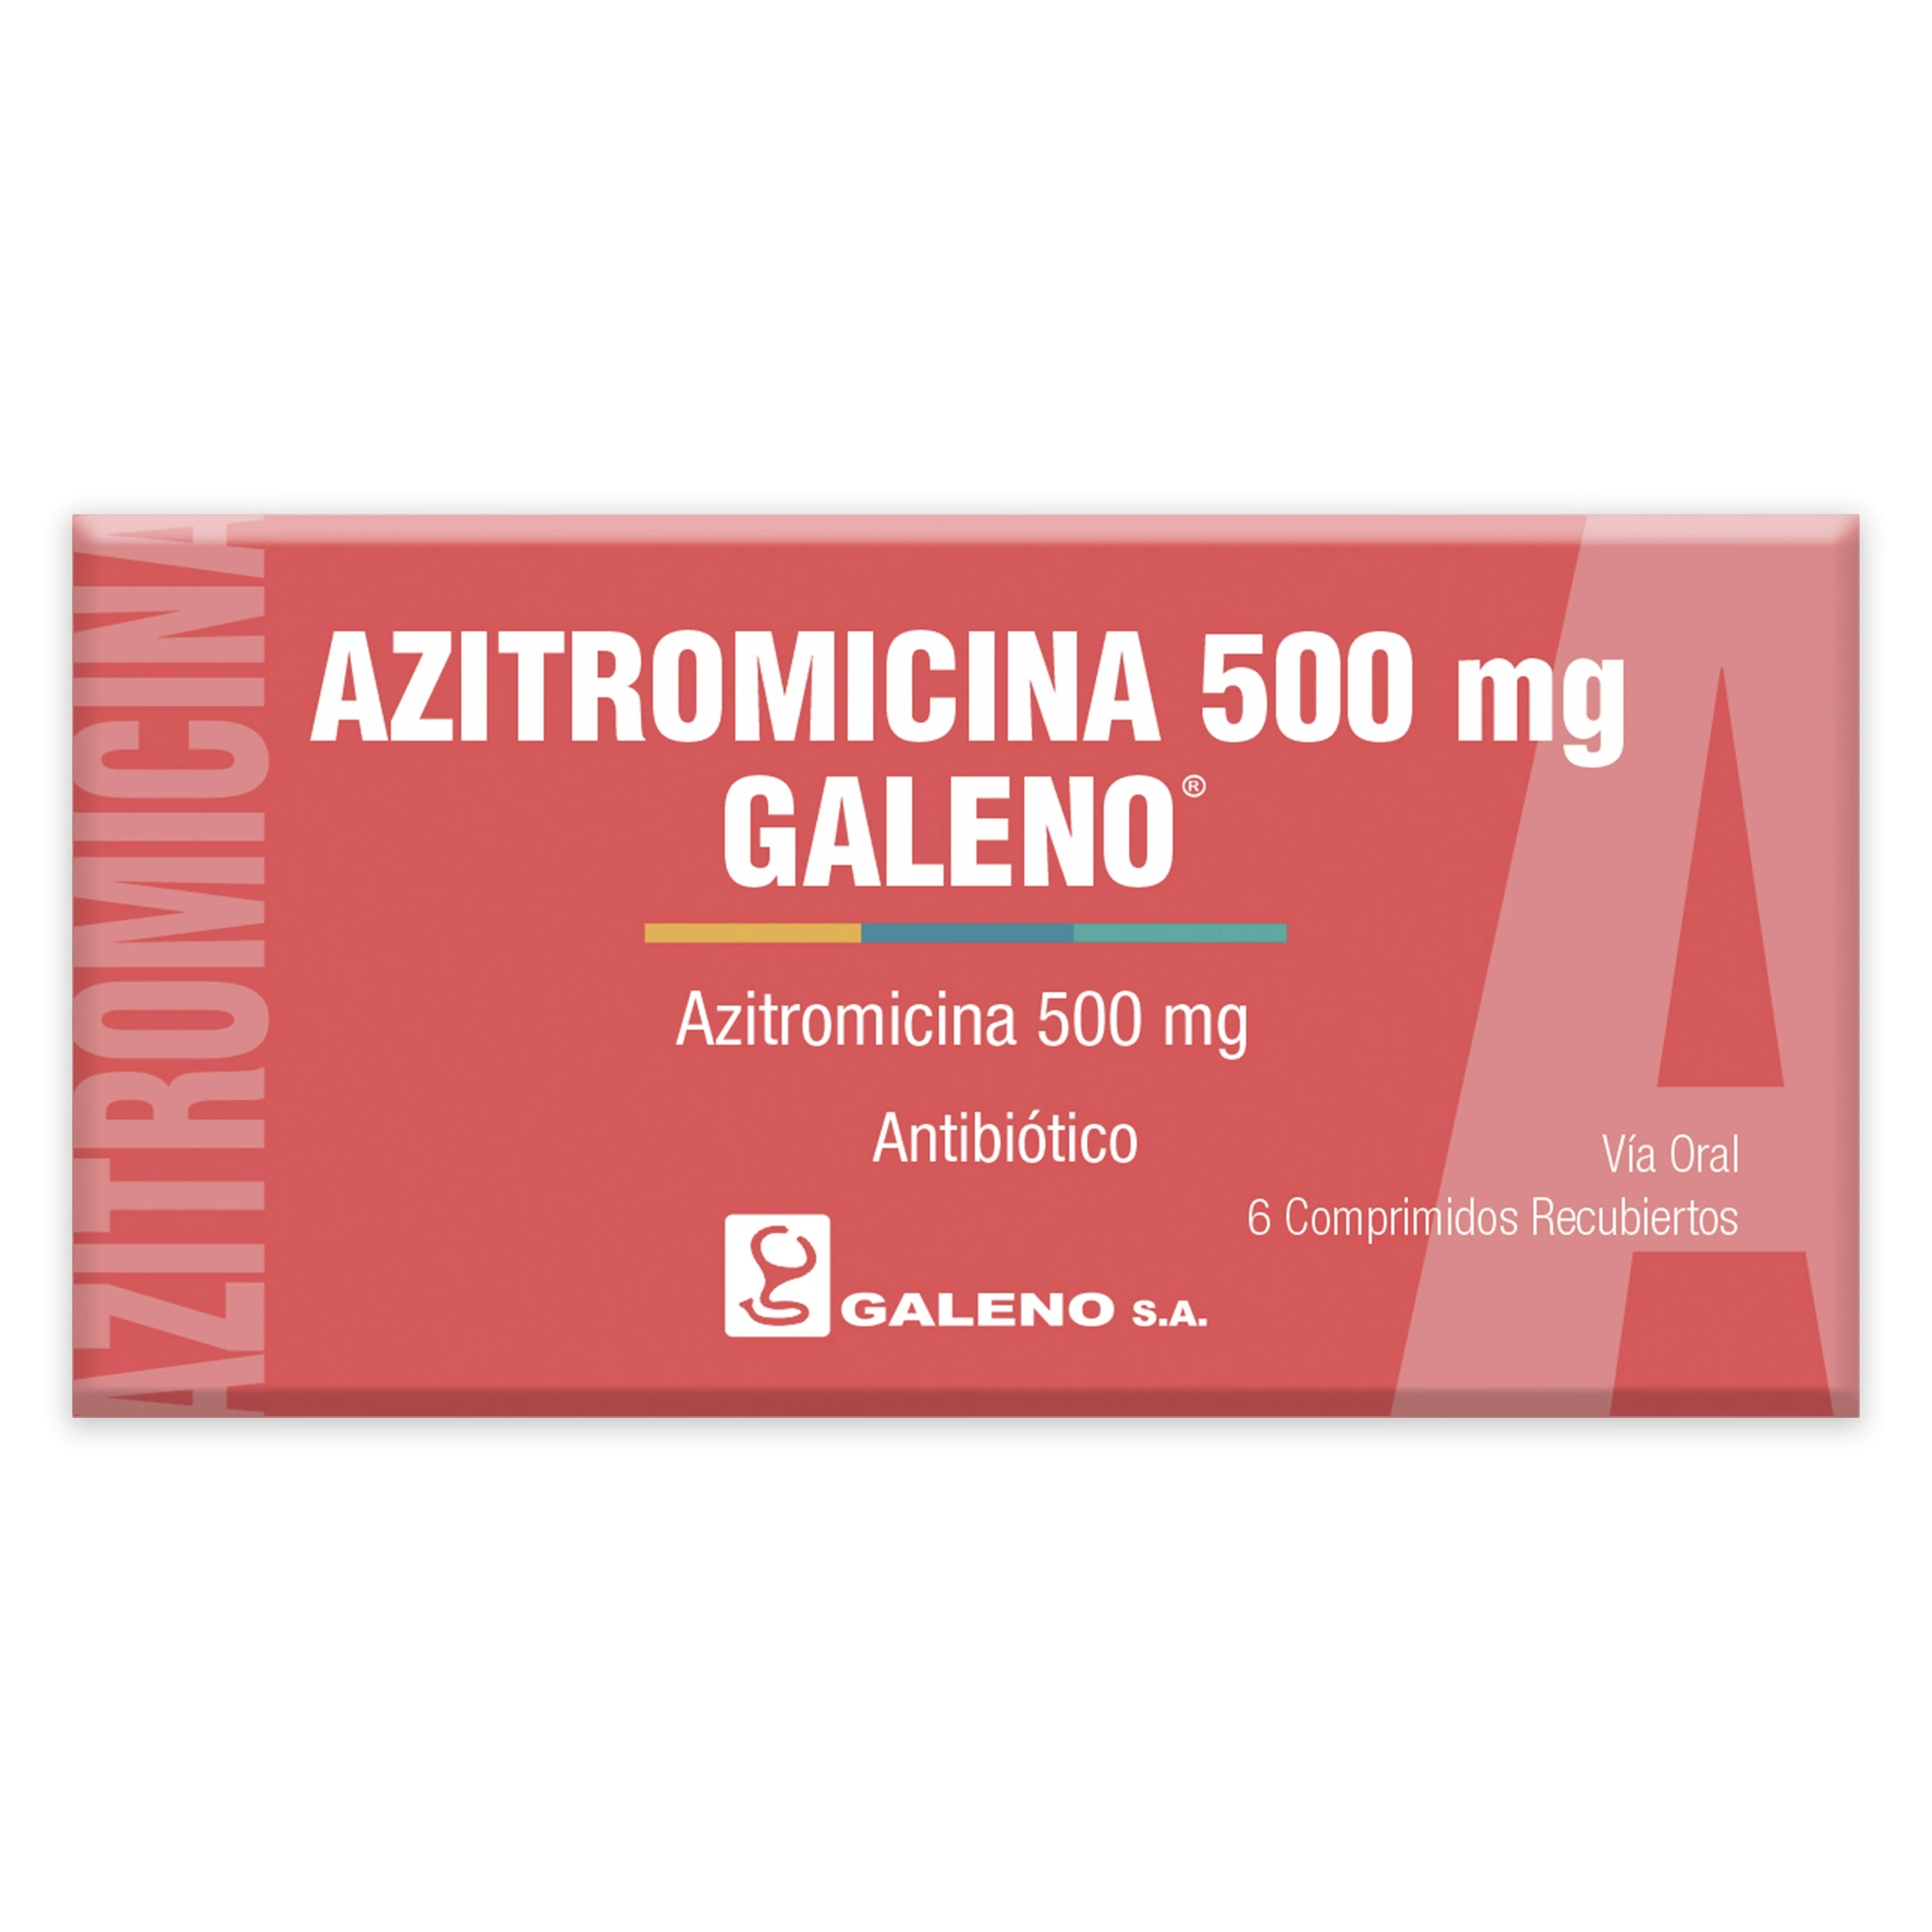 AZITROMICINA
AZITROMICINA 500 mg
GALENO®
Azitromicina 500 mg
Antibiótico
Vía Oral
6 Comprimidos Recubiertos
GALENO S.A.
A